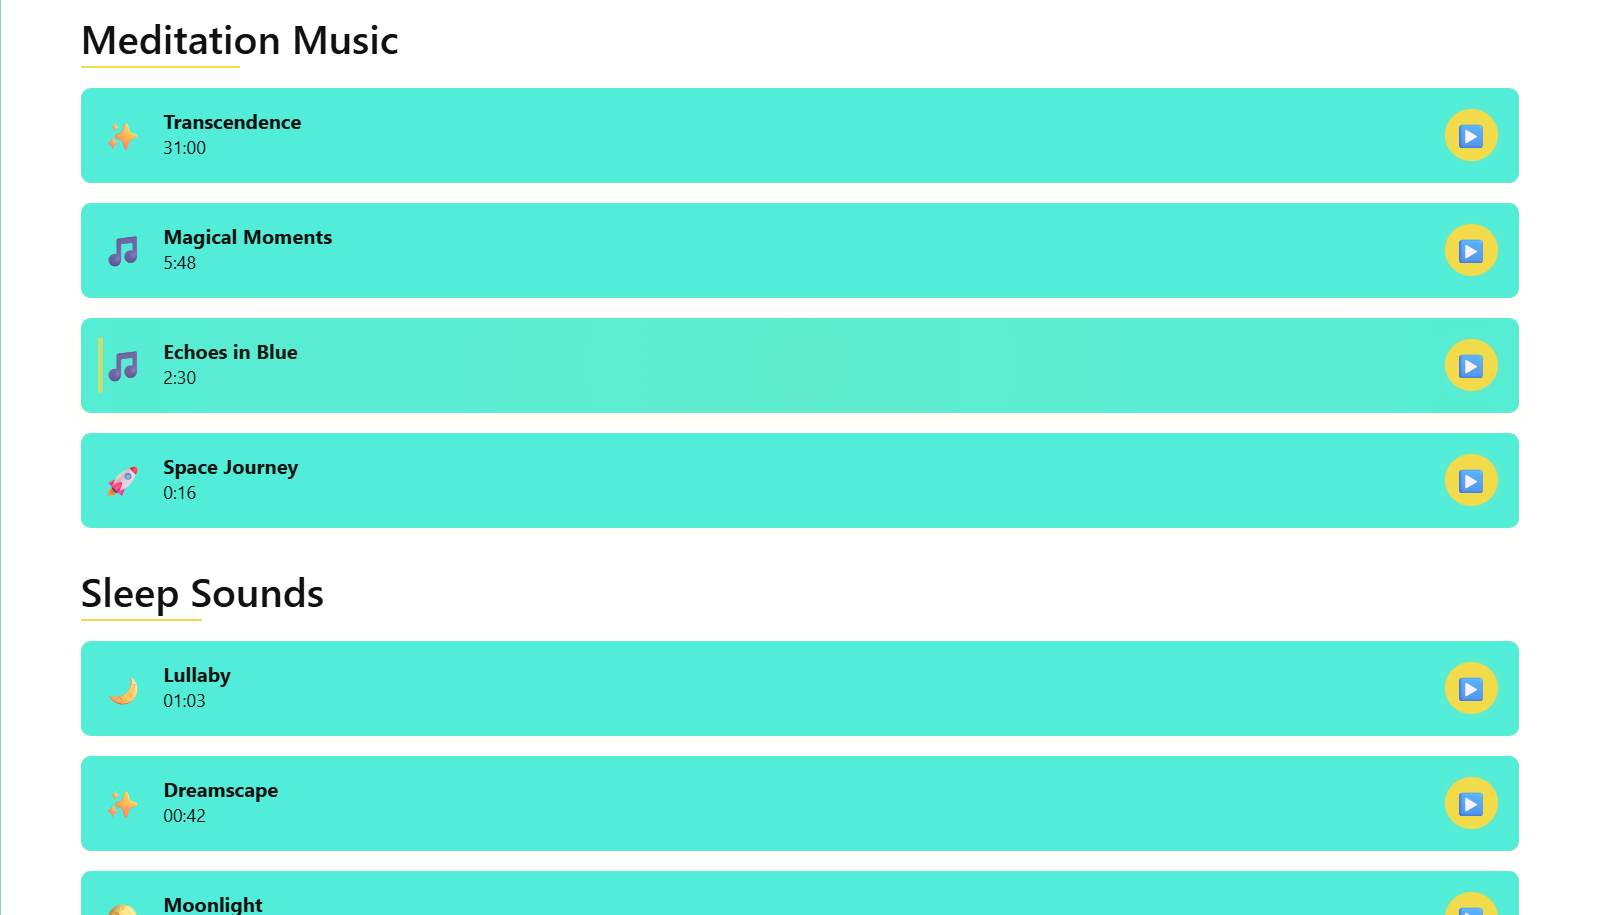 Meditation Music
Transcendence
31:00
Magical Moments
5:48
Echoes in Blue
2:30
Space Journey
0:16
Sleep Sounds
Lullaby
01:03
Dreamscape
00:42
Moonlight